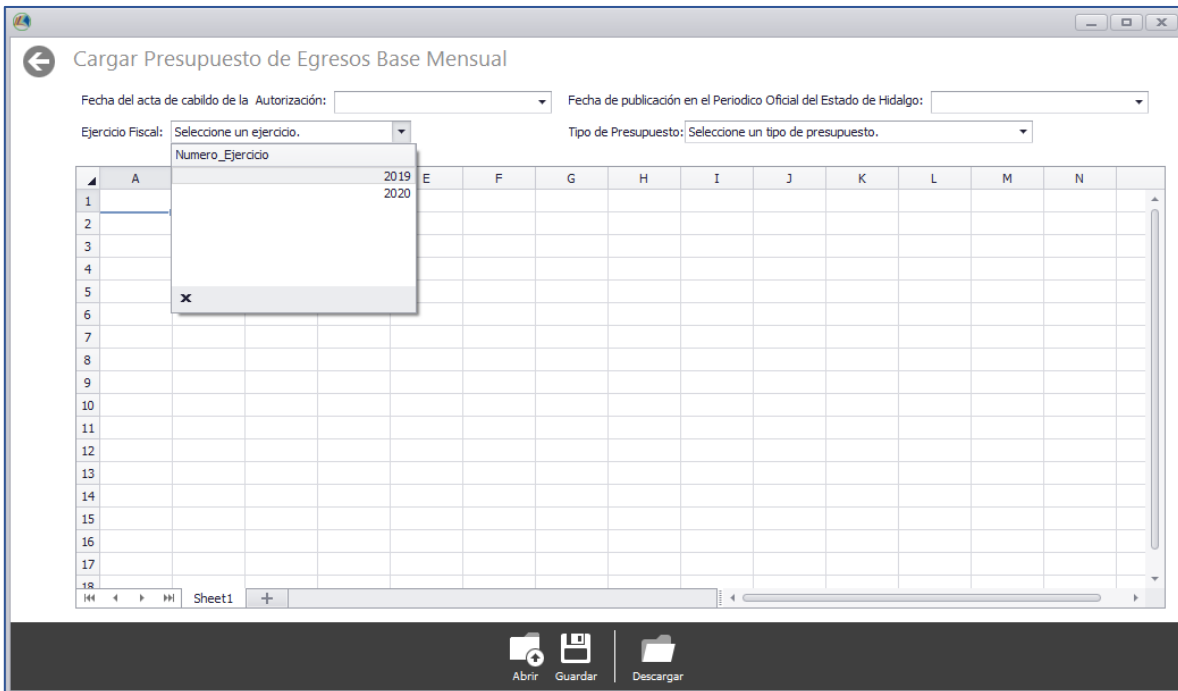 Cargar Presupuesto de Egresos Base Mensual
Fecha del acta de cabildo de la Autorización: Fecha de publicación en el Periodico Oficial del Estado de Hidalgo:
Ejercicio Fiscal: Seleccione un ejercicio. Tipo de Presupuesto: Seleccione un tipo de presupuesto.
Numero_Ejercicio
2019
2020
A E F G H I J K L M N
1
2
3
4
5
6
7
8
9
10
11
12
13
14
15
16
17
18
Sheet1
Abrir Guardar Descargar